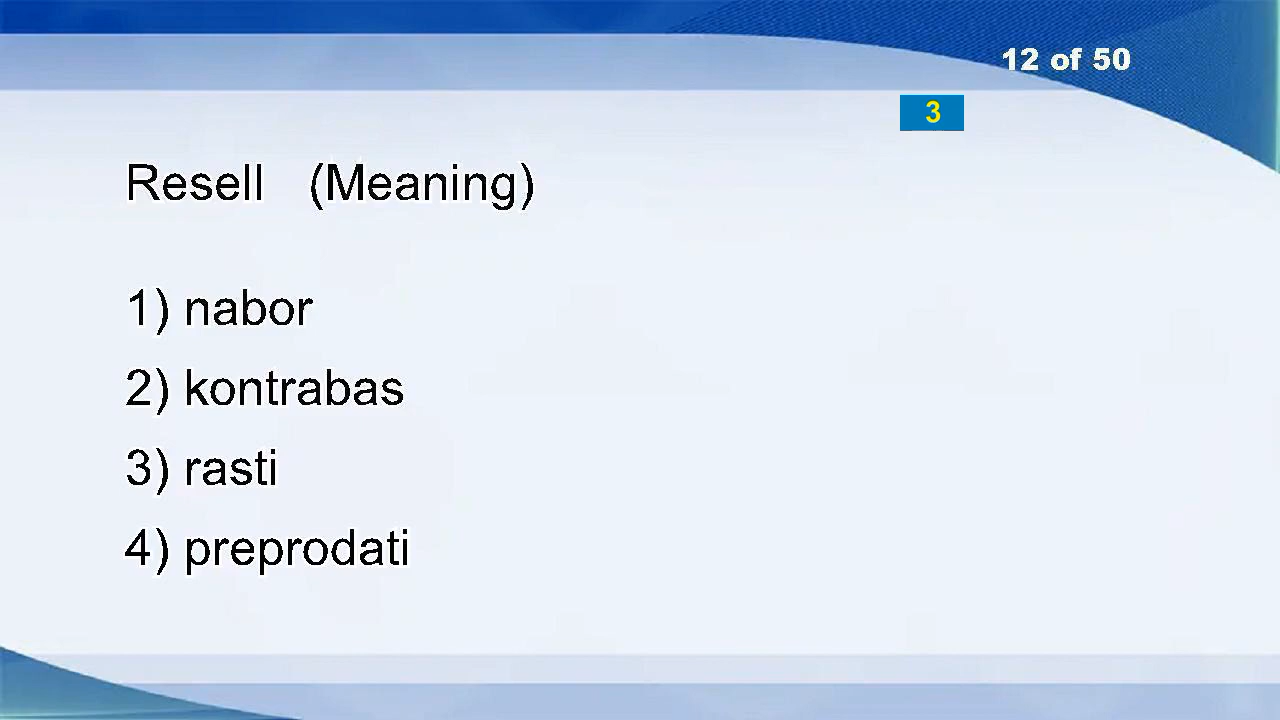 12 of 50
3
Resell (Meaning)
1) nabor
2) kontrabas
3) rasti
4) preprodati